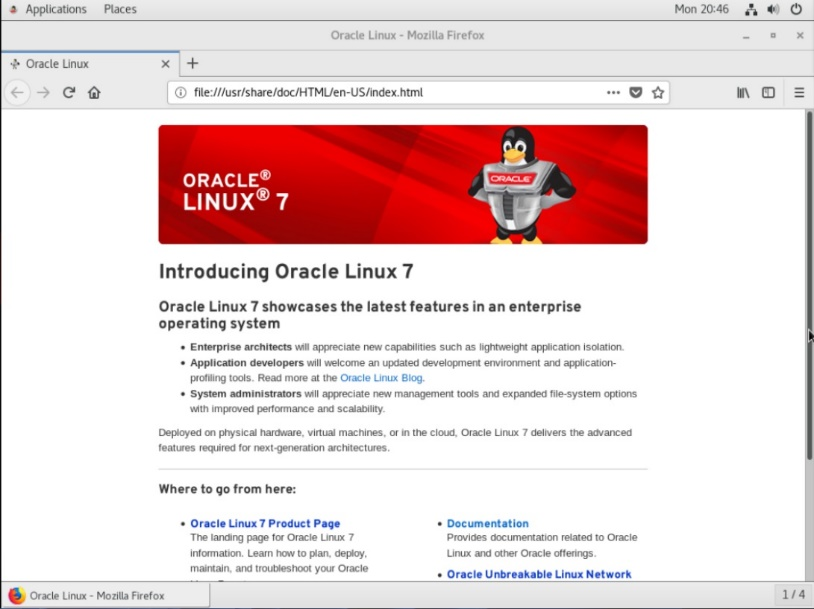 Applications Places Mon 20:46
Oracle Linux - Mozilla Firefox
Oracle Linux
file:///usr/share/doc/HTML/en-US/index.html
ORACLE®
LINUX® 7
ORACLE
Introducing Oracle Linux 7
Oracle Linux 7 showcases the latest features in an enterprise
operating system
• Enterprise architects will appreciate new capabilities such as lightweight application isolation.
• Application developers will welcome an updated development environment and application-
profiling tools. Read more at the Oracle Linux Blog.
• System administrators will appreciate new management tools and expanded file-system options
with improved performance and scalability.
Deployed on physical hardware, virtual machines, or in the cloud, Oracle Linux 7 delivers the advanced
features required for next-generation architectures.
Where to go from here:
• Oracle Linux 7 Product Page
The landing page for Oracle Linux 7
information. Learn how to plan, deploy,
maintain, and troubleshoot your Oracle
• Documentation
Provides documentation related to Oracle
Linux and other Oracle offerings.
• Oracle Unbreakable Linux Network
Oracle Linux - Mozilla Firefox
1 / 4